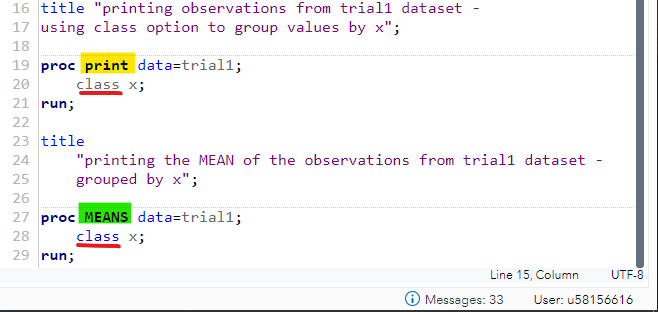 16 title "printing observations from trial1 dataset -
17 using class option to group values by x";
18
19 proc print data=trial1;
20 class x;
21 run;
22
23 title
24 "printing the MEAN of the observations from trial1 dataset -
25 grouped by x";
26
27 proc MEANS data=trial1;
28 class x;
29 run;
Line 15, Column UTF-8
Messages: 33 User: u58156616